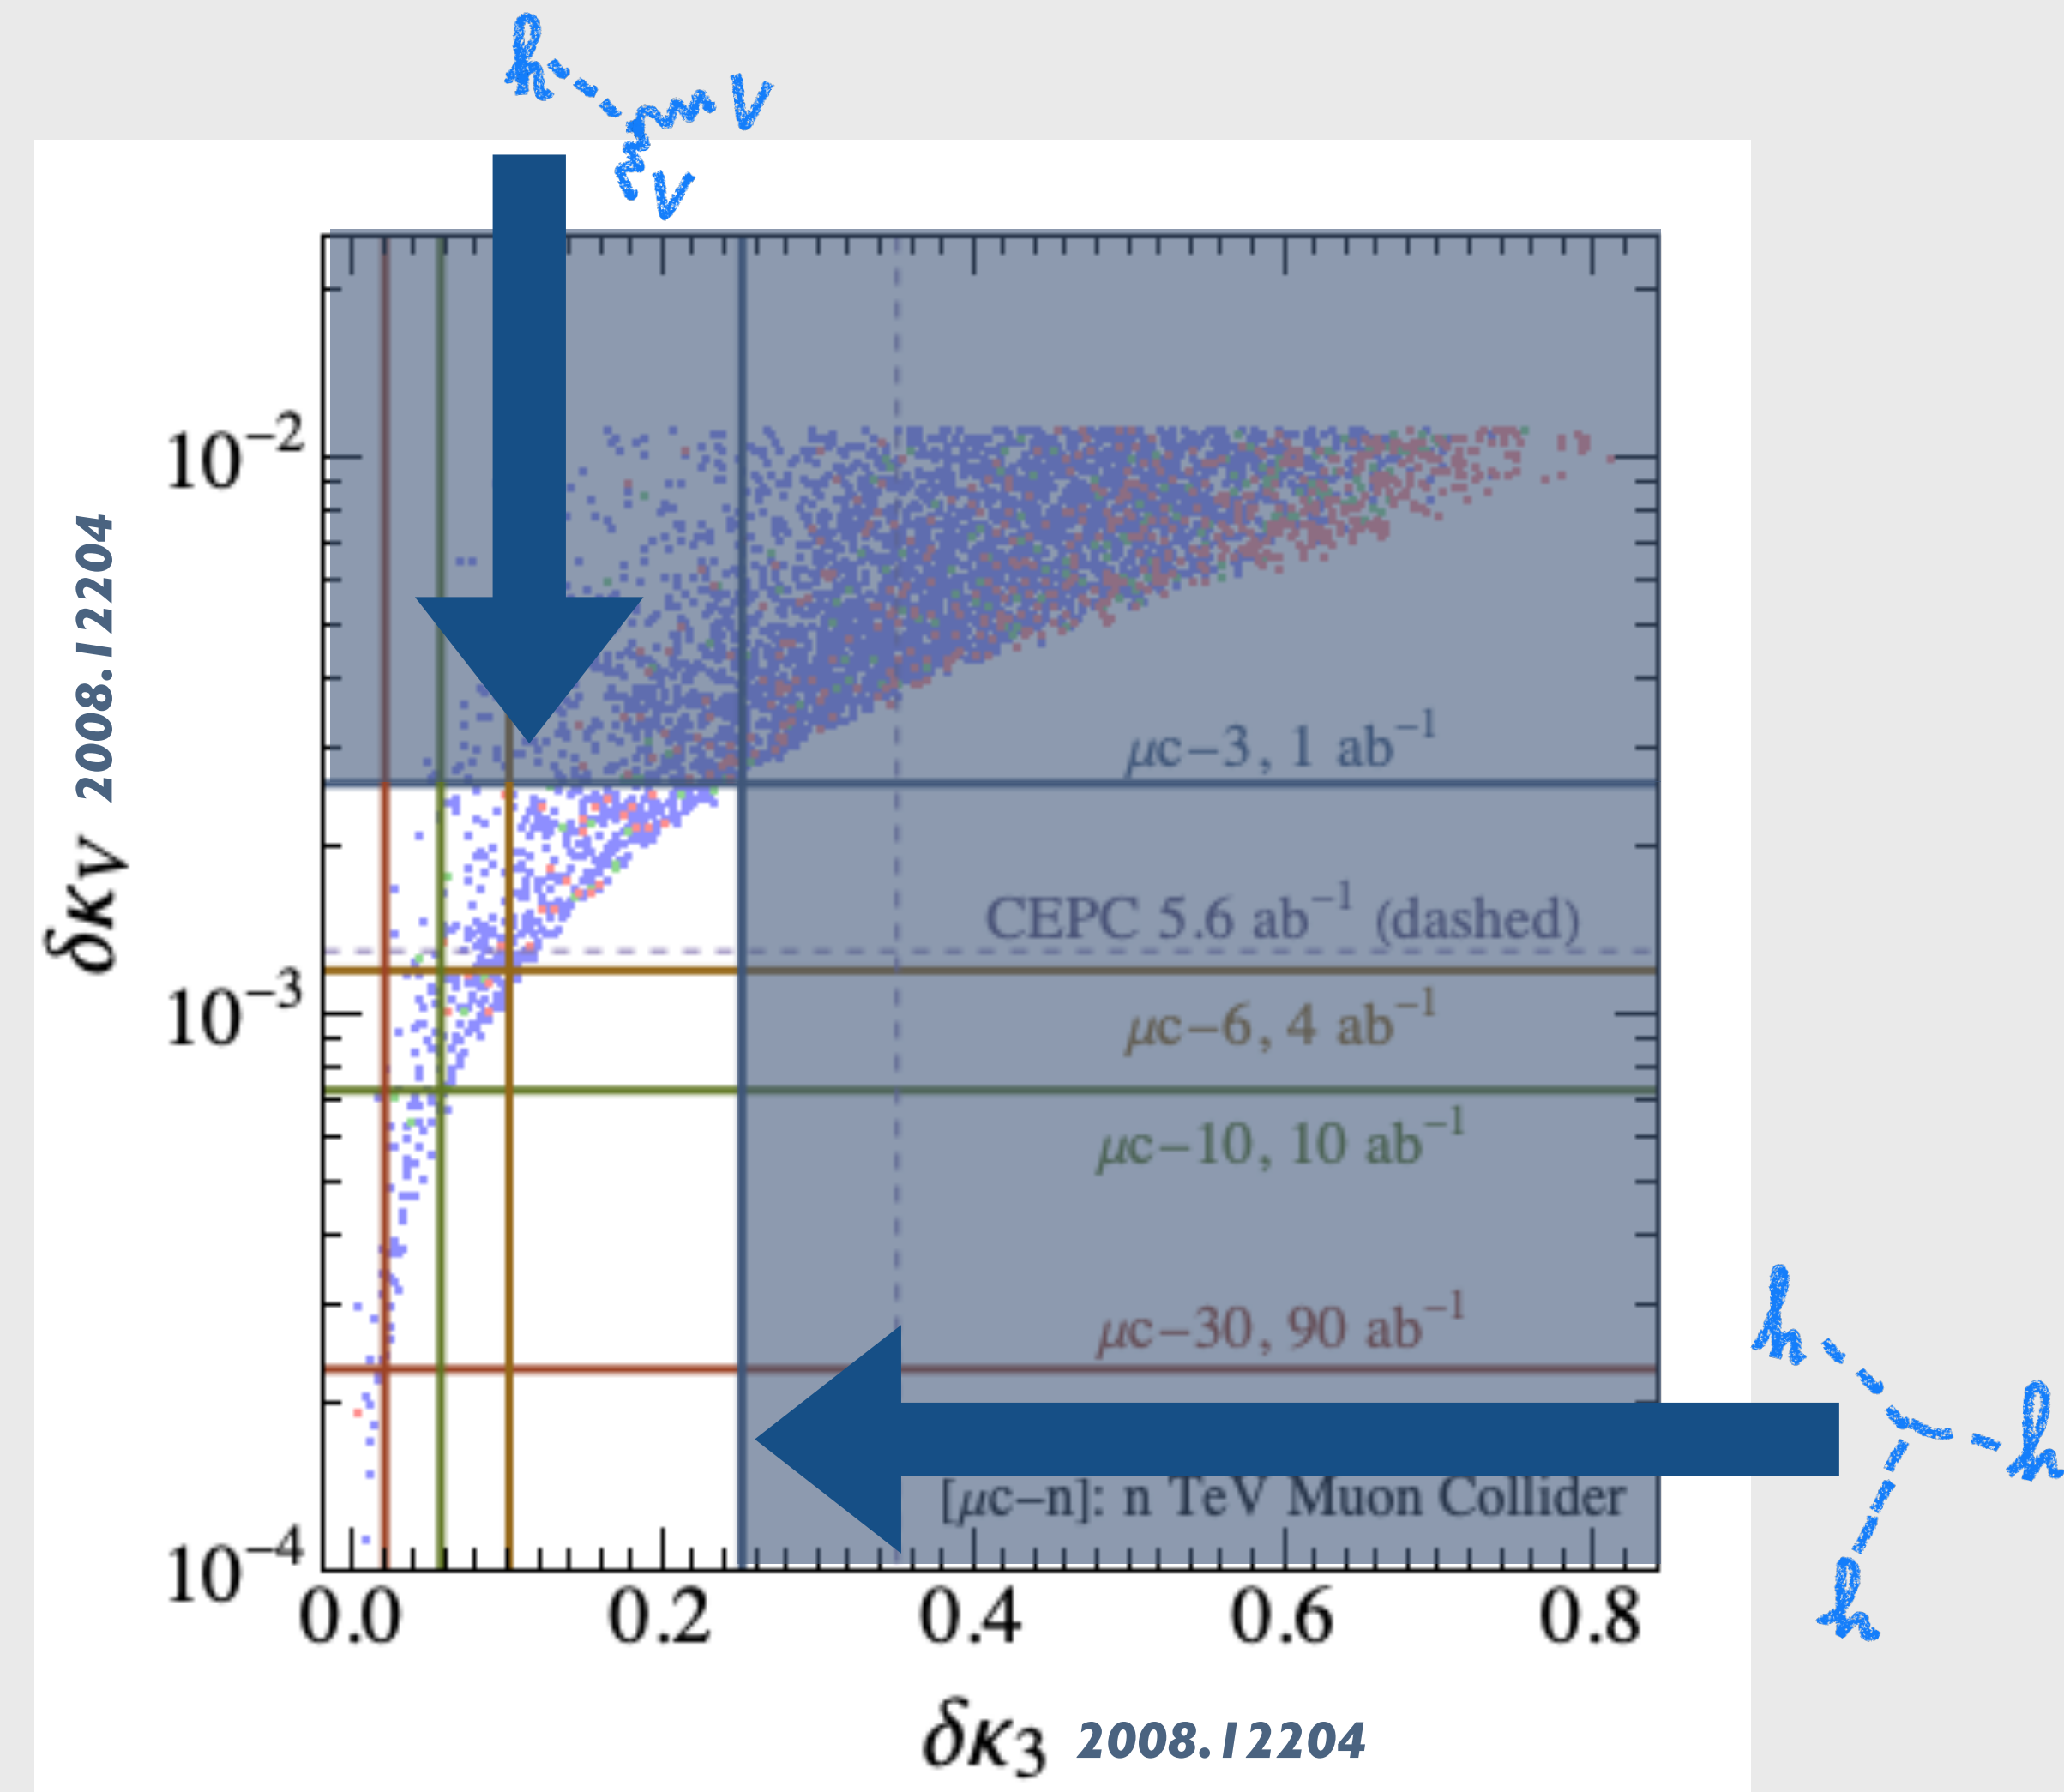 h
V
V
10⁻²
2008.12204
μc−3, 1 ab⁻¹
δκV
CEPC 5.6 ab⁻¹ (dashed)
10⁻³
μc−6, 4 ab⁻¹
μc−10, 10 ab⁻¹
μc−30, 90 ab⁻¹
h
h
h
[μc−n]: n TeV Muon Collider
10⁻⁴
0.0 0.2 0.4 0.6 0.8
δκ₃ 2008.12204